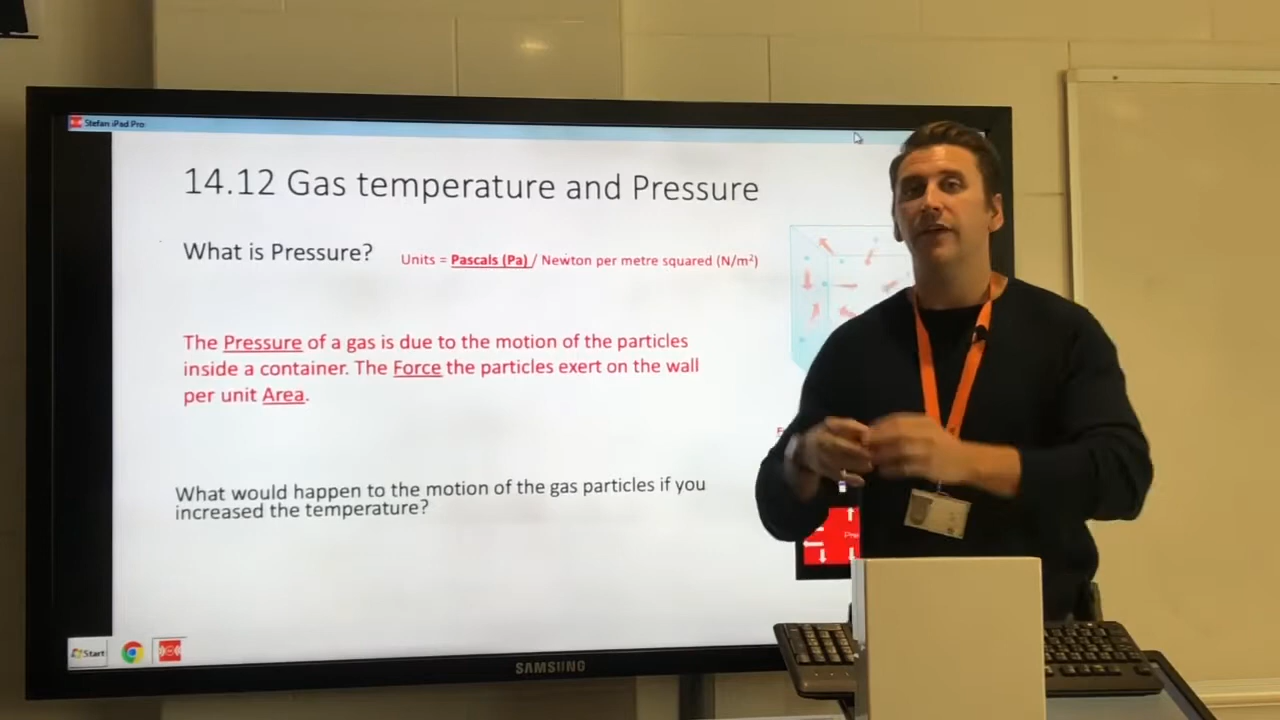 Stefan iPad Pro
14.12 Gas temperature and Pressure
What is Pressure?
Units = Pascals (Pa) / Newton per metre squared (N/m²)
The Pressure of a gas is due to the motion of the particles
inside a container. The Force the particles exert on the wall
per unit Area.
What would happen to the motion of the gas particles if you
increased the temperature?
Start
SAMSUNG